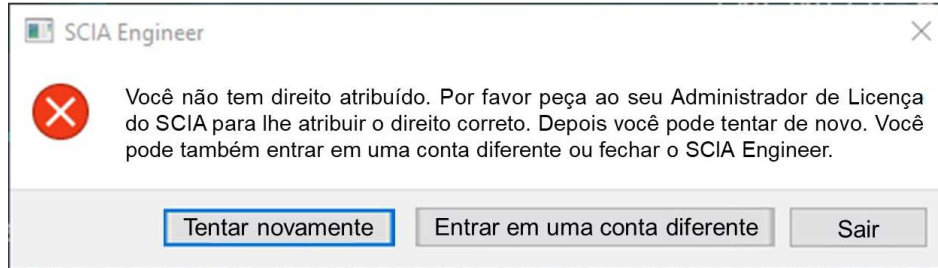 SCIA Engineer
Você não tem direito atribuído. Por favor peça ao seu Administrador de Licença
do SCIA para lhe atribuir o direito correto. Depois você pode tentar de novo. Você
pode também entrar em uma conta diferente ou fechar o SCIA Engineer.
Tentar novamente Entrar em uma conta diferente Sair